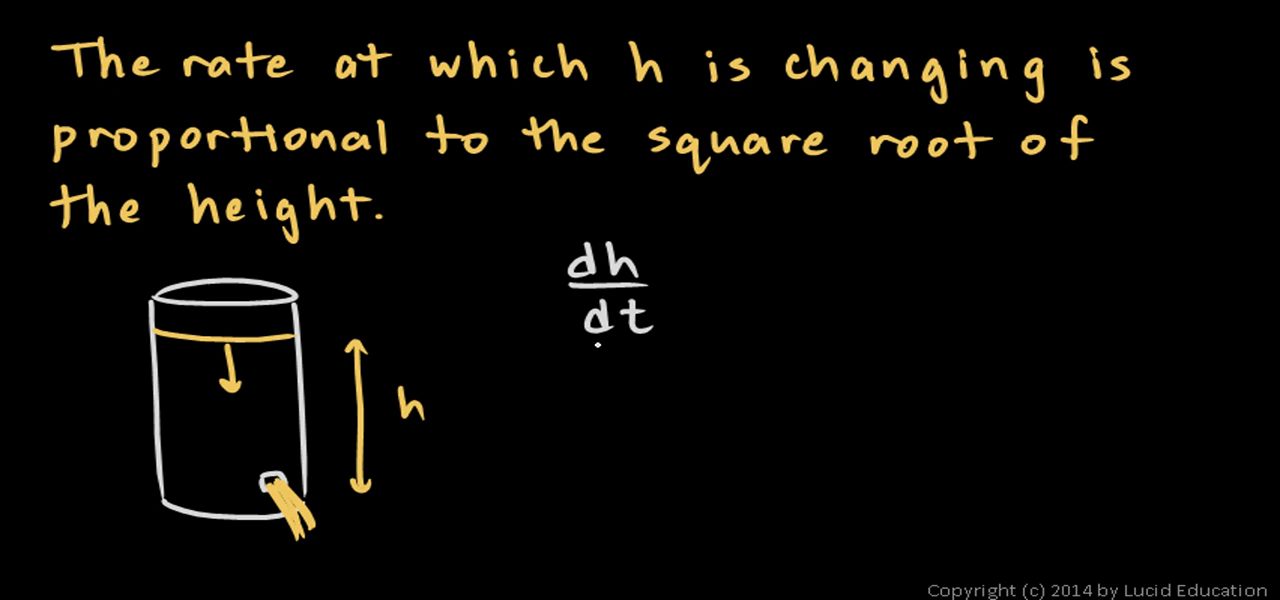 The rate at which h is changing is
proportional to the square root of
the height.
dh
dt
h
Copyright (c) 2014 by Lucid Education